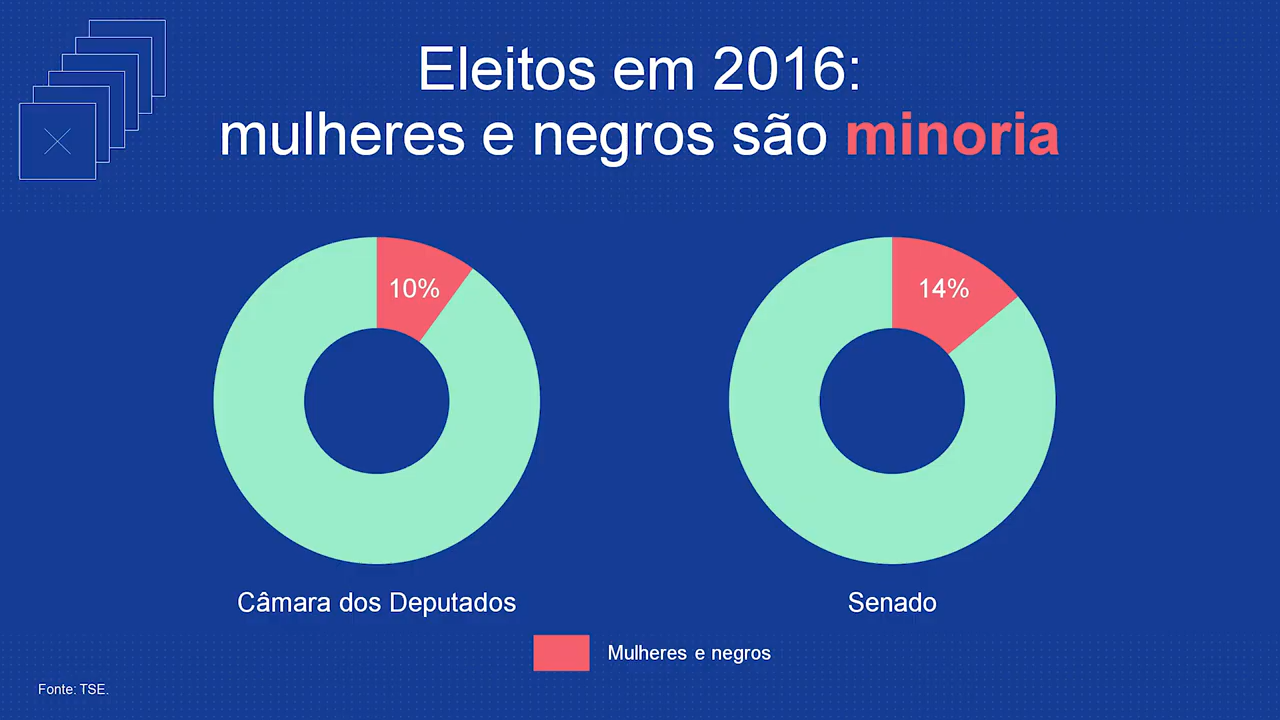 Eleitos em 2016:
mulheres e negros são minoria
10%
14%
Câmara dos Deputados
Senado
Mulheres e negros
Fonte: TSE.